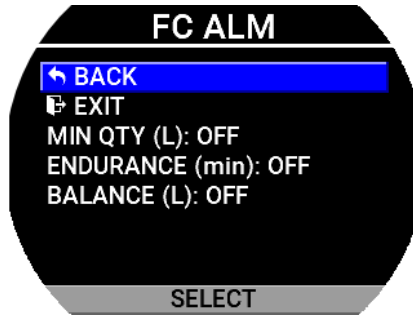 FC ALM
BACK
EXIT
MIN QTY (L): OFF
ENDURANCE (min): OFF
BALANCE (L): OFF
SELECT